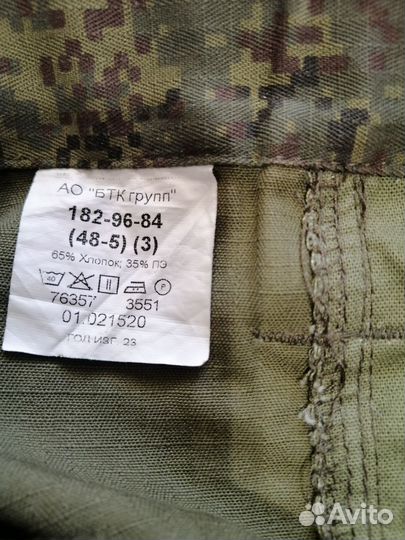 АО "БТК групп"
182-96-84
(48-5) (3)
65% Хлопок; 35% ПЭ
40 P
76357 3551
01.021520
ГОД ИЗГ. 23
Avito